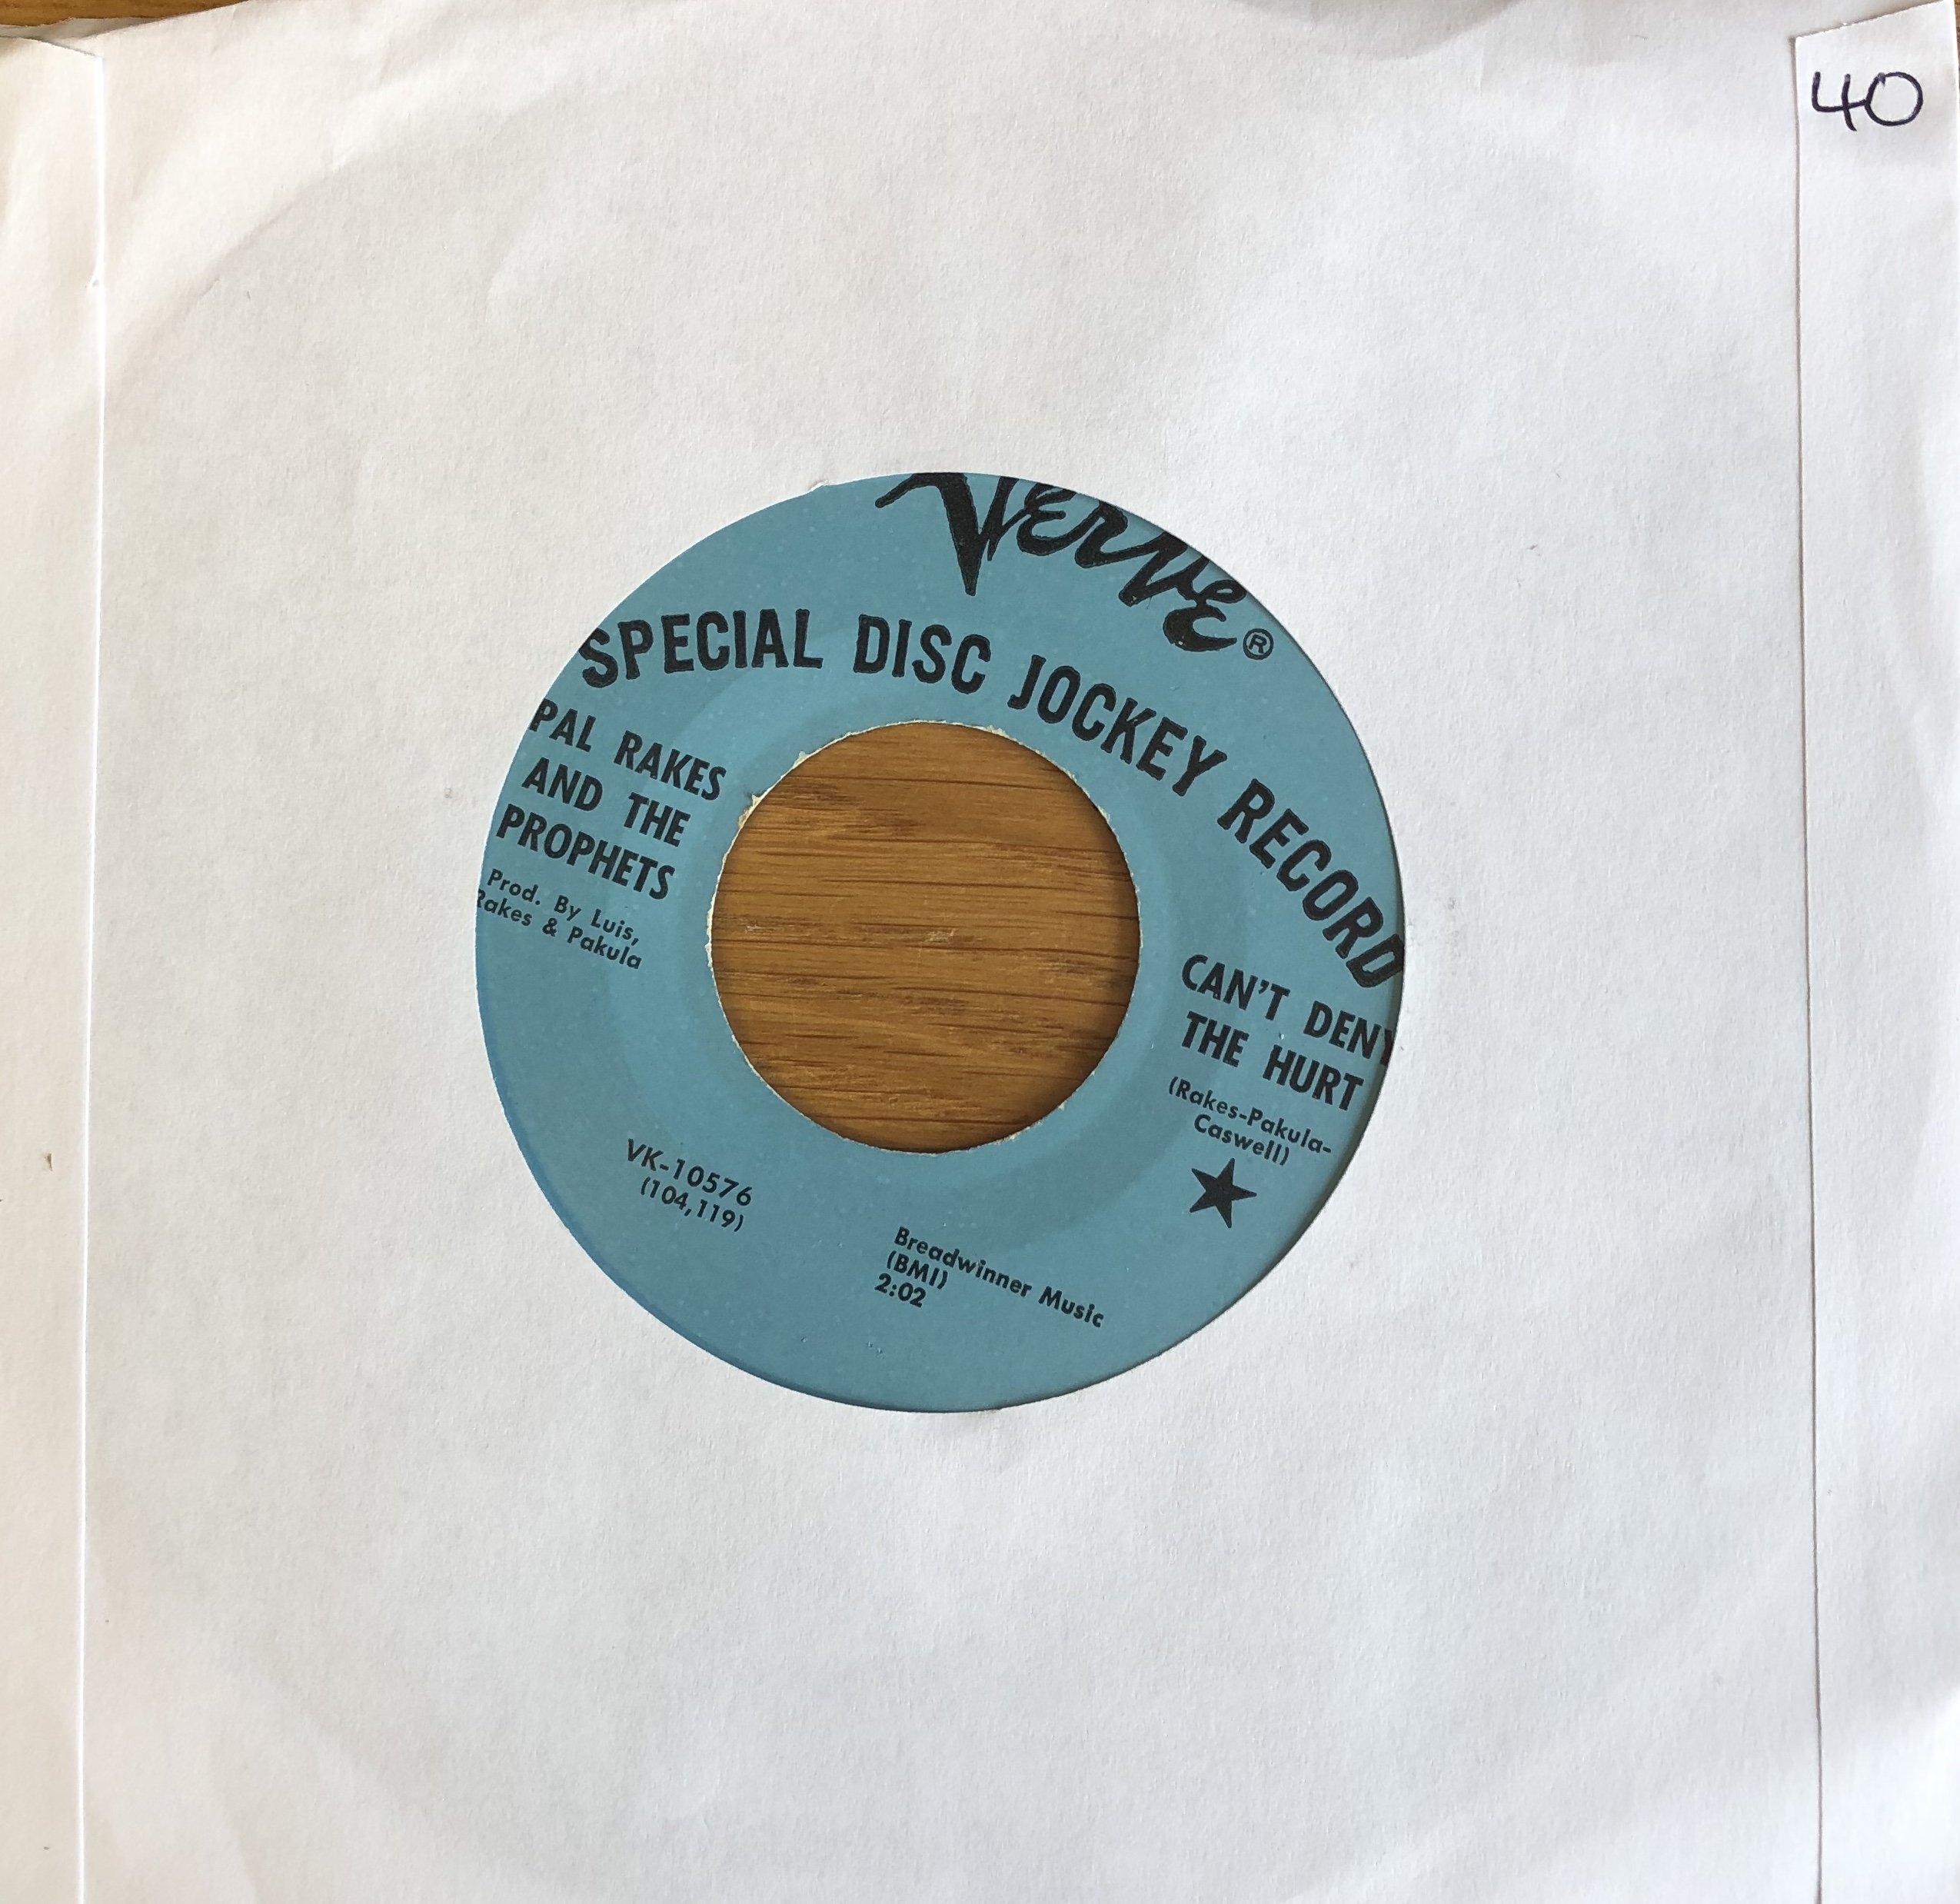 40
Verve®
SPECIAL DISC JOCKEY RECORD
PAL RAKES
AND THE
PROPHETS
Prod. By Luis,
Rakes & Pakula
CAN'T DENY
THE HURT
(Rakes-Pakula-
Caswell)
VK-10576
(104,119)
Breadwinner Music
(BMI)
2:02